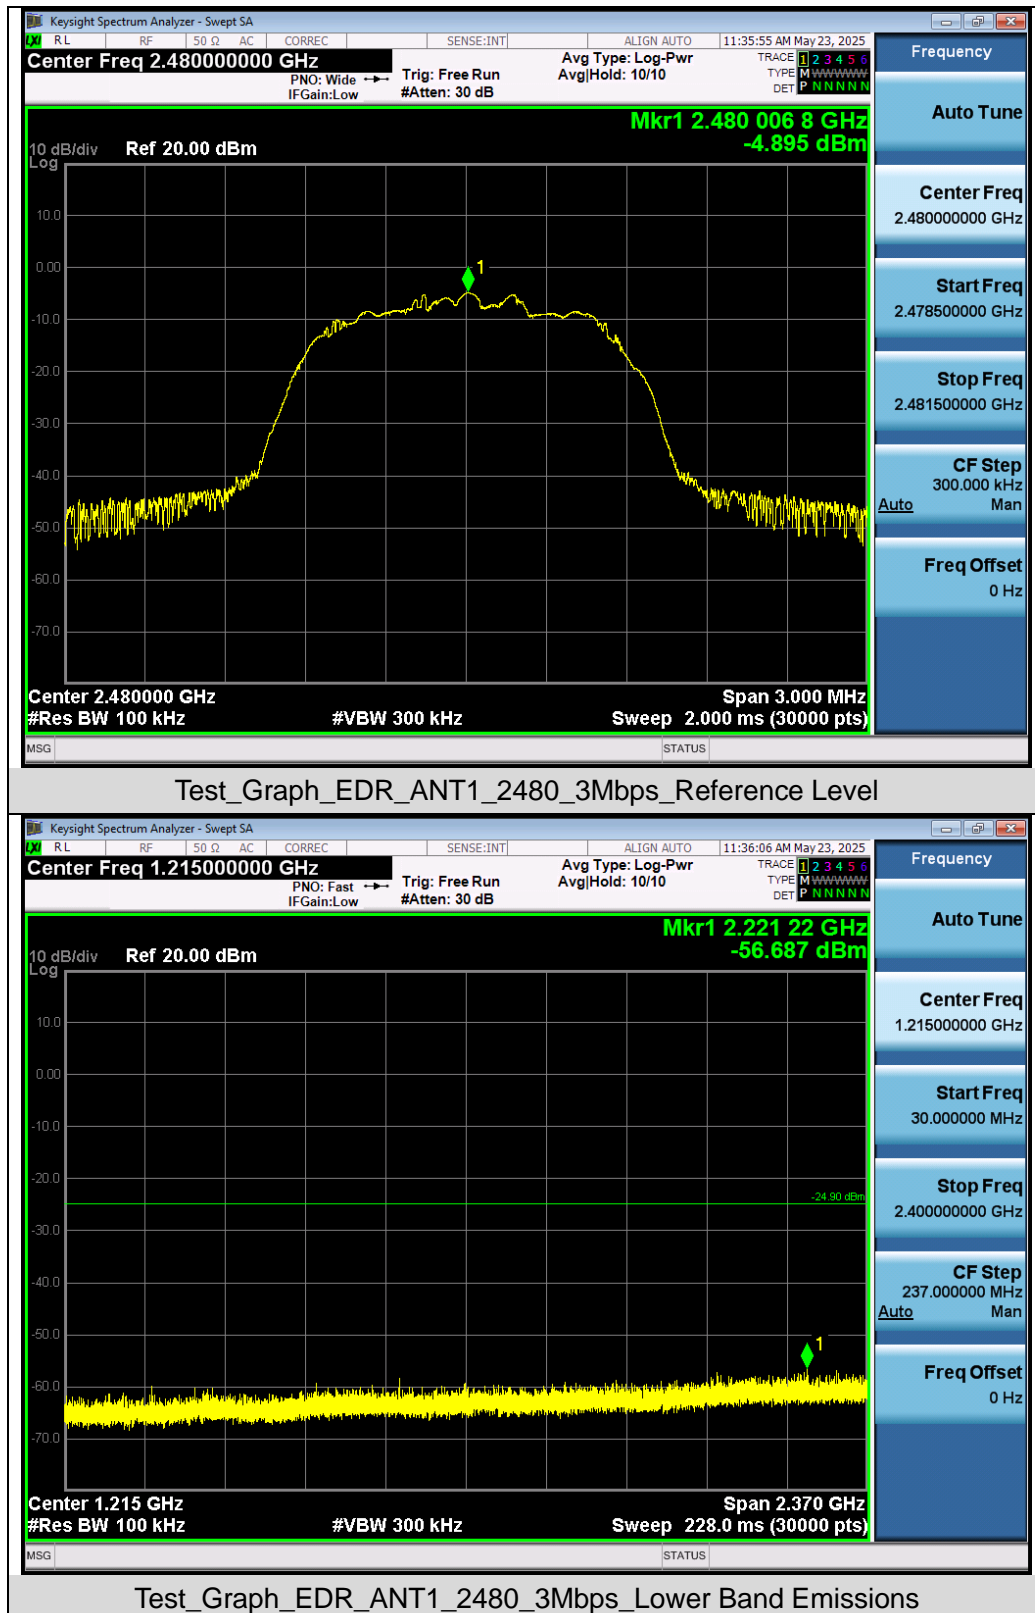 Keysight Spectrum Analyzer - Swept SA
LXI RL RF 50 Ω AC CORREC SENSE:INT ALIGN AUTO 11:35:55 AM May 23, 2025
Center Freq 2.480000000 GHz
PNO: Wide
IFGain:Low
Trig: Free Run
#Atten: 30 dB
Avg Type: Log-Pwr
Avg|Hold: 10/10
TRACE 1 2 3 4 5 6
TYPE M WWWWW
DET P N N N N N
Frequency
Mkr1 2.480 006 8 GHz
-4.895 dBm
10 dB/div Ref 20.00 dBm
Log
10.0
0.00
-10.0
-20.0
-30.0
-40.0
-50.0
-60.0
-70.0
1
Center 2.480000 GHz Span 3.000 MHz
#Res BW 100 kHz #VBW 300 kHz Sweep 2.000 ms (30000 pts)
MSG STATUS
Auto Tune
Center Freq
2.480000000 GHz
Start Freq
2.478500000 GHz
Stop Freq
2.481500000 GHz
CF Step
300.000 kHz
Auto Man
Freq Offset
0 Hz
Test_Graph_EDR_ANT1_2480_3Mbps_Reference Level
Keysight Spectrum Analyzer - Swept SA
LXI RL RF 50 Ω AC CORREC SENSE:INT ALIGN AUTO 11:36:06 AM May 23, 2025
Center Freq 1.215000000 GHz
PNO: Fast
IFGain:Low
Trig: Free Run
#Atten: 30 dB
Avg Type: Log-Pwr
Avg|Hold: 10/10
TRACE 1 2 3 4 5 6
TYPE M WWWWW
DET P N N N N N
Frequency
Mkr1 2.221 22 GHz
-56.687 dBm
10 dB/div Ref 20.00 dBm
Log
10.0
0.00
-10.0
-20.0
-30.0
-40.0
-50.0
-60.0
-70.0
-24.90 dBm
1
Center 1.215 GHz Span 2.370 GHz
#Res BW 100 kHz #VBW 300 kHz Sweep 228.0 ms (30000 pts)
MSG STATUS
Auto Tune
Center Freq
1.215000000 GHz
Start Freq
30.000000 MHz
Stop Freq
2.400000000 GHz
CF Step
237.000000 MHz
Auto Man
Freq Offset
0 Hz
Test_Graph_EDR_ANT1_2480_3Mbps_Lower Band Emissions